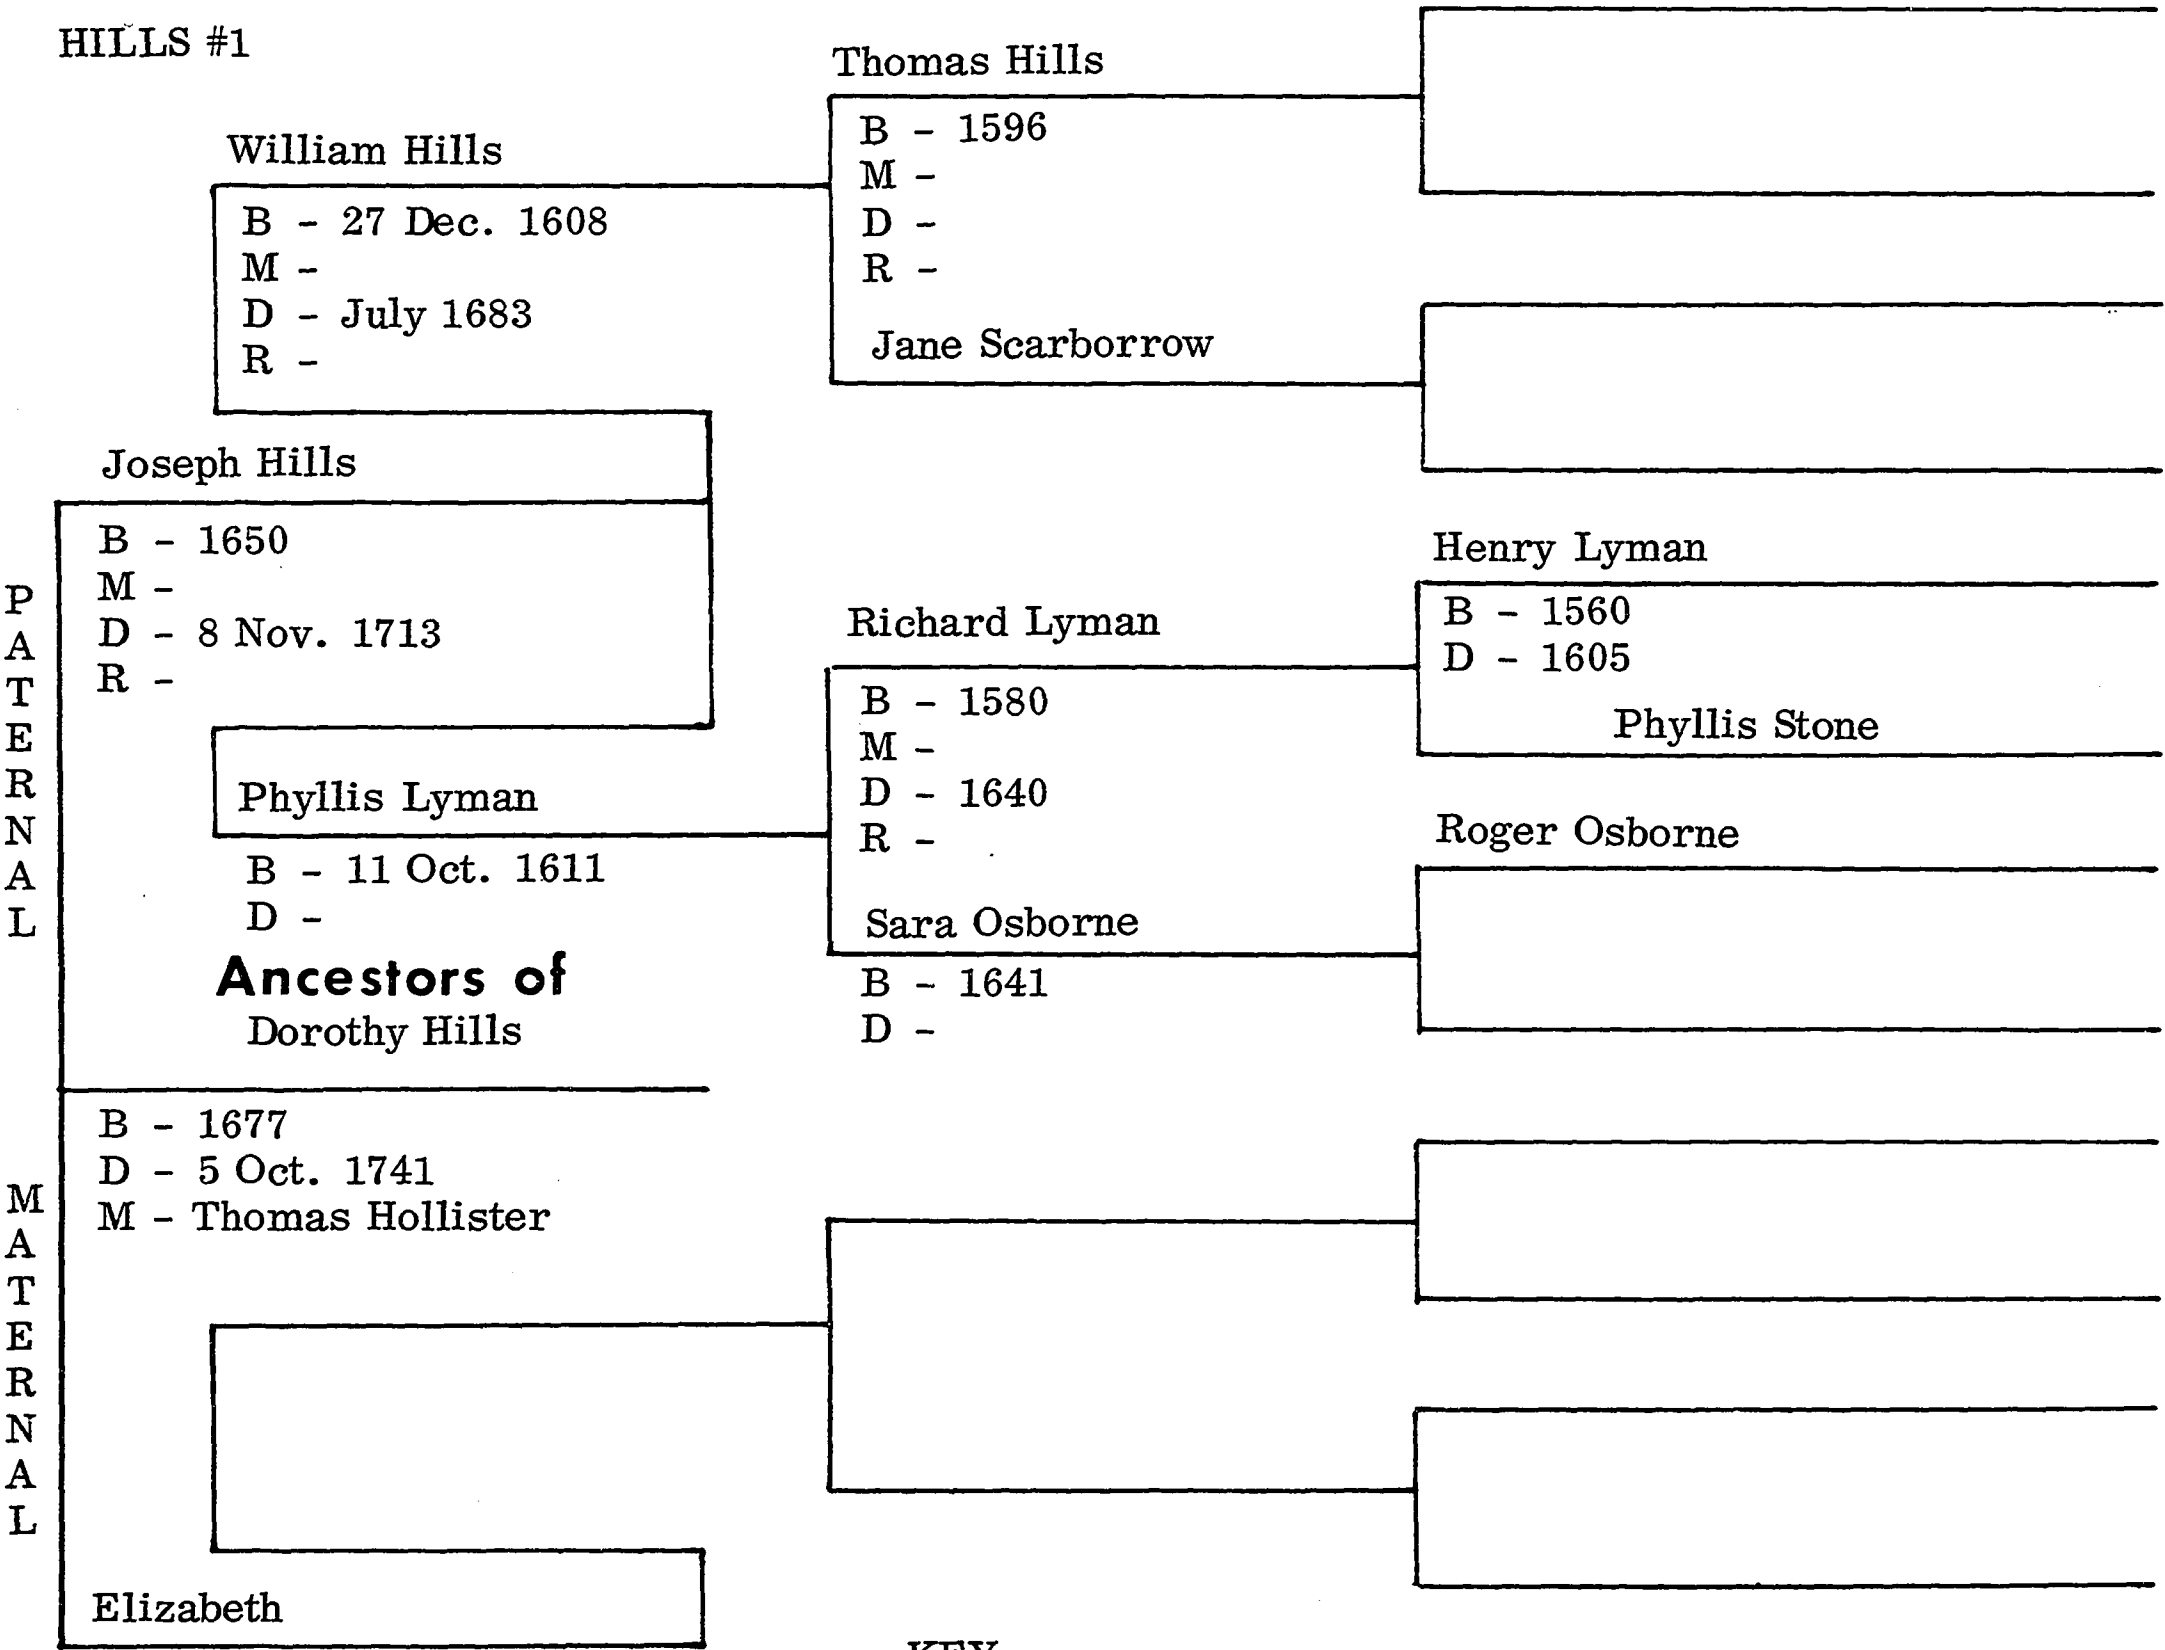 HILLS #1
Thomas Hills
B - 1596
M -
D -
R -
Jane Scarborrow
William Hills
B - 27 Dec. 1608
M -
D - July 1683
R -
Joseph Hills
B - 1650
M -
D - 8 Nov. 1713
R -
PATERNAL
Henry Lyman
B - 1560
D - 1605
Phyllis Stone
Richard Lyman
B - 1580
M -
D - 1640
R -
Sara Osborne
B - 1641
D -
Roger Osborne
Phyllis Lyman
B - 11 Oct. 1611
D -
Ancestors of
Dorothy Hills
B - 1677
D - 5 Oct. 1741
M - Thomas Hollister
MATERNAL
Elizabeth
KEY